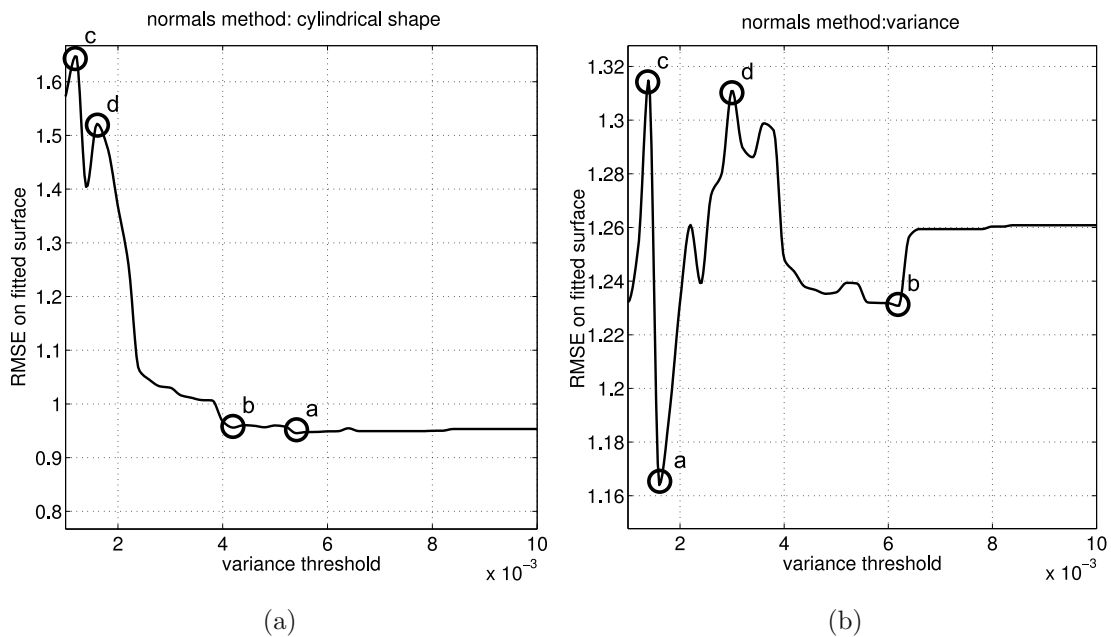 normals method: cylindrical shape
c
d
b
a
1.6
1.5
1.4
1.3
1.2
1.1
1
0.9
0.8
RMSE on fitted surface
2 4 6 8 10
variance threshold
x 10⁻³
(a)
normals method:variance
c
d
b
a
1.32
1.3
1.28
1.26
1.24
1.22
1.2
1.18
1.16
RMSE on fitted surface
2 4 6 8 10
variance threshold
x 10⁻³
(b)